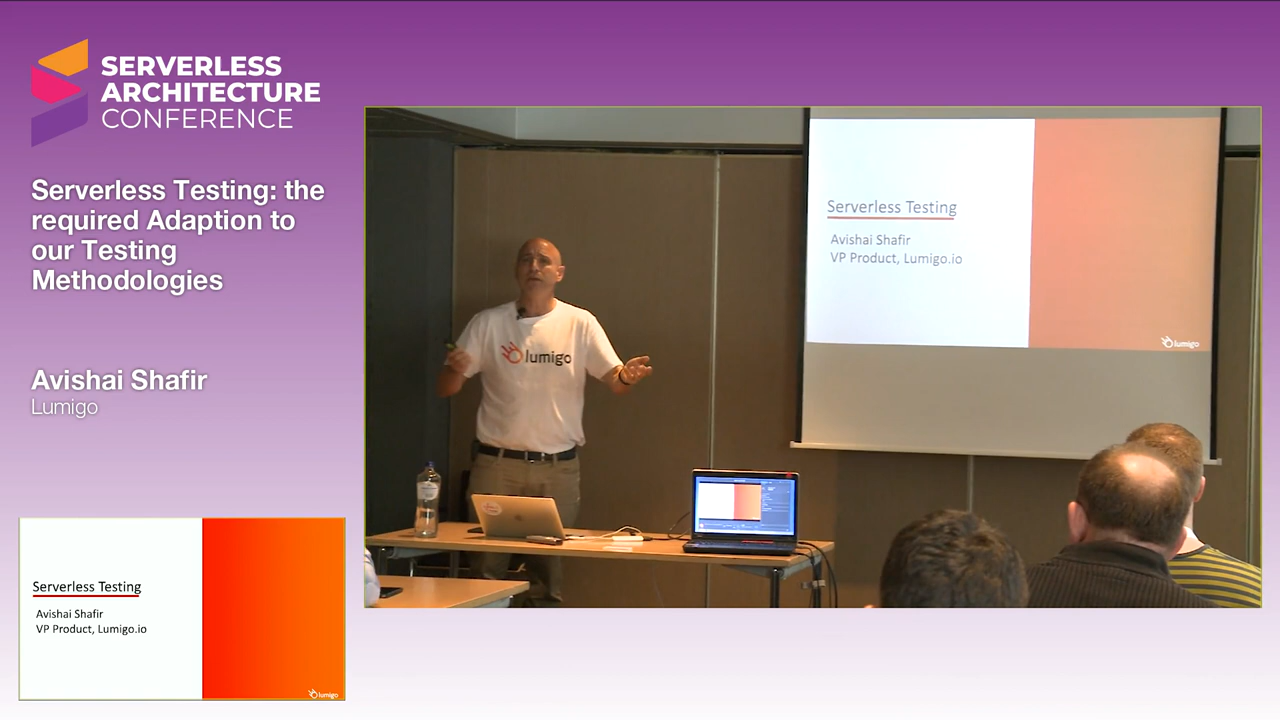 SERVERLESS
ARCHITECTURE
CONFERENCE
Serverless Testing: the
required Adaption to
our Testing
Methodologies
Avishai Shafir
Lumigo
Serverless Testing
Avishai Shafir
VP Product, Lumigo.io
lumigo
lumigo
Serverless Testing
Avishai Shafir
VP Product, Lumigo.io
lumigo